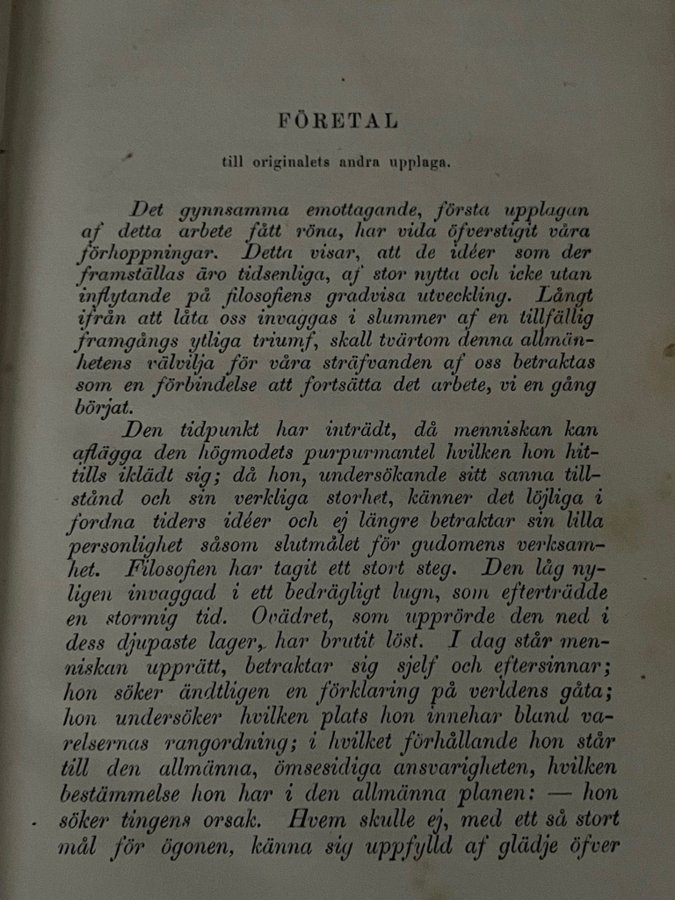 FÖRETAL
till originalets andra upplaga.
Det gynnsamma emottagande, första upplagan
af detta arbete fått röna, har vida öfverstigit våra
förhoppningar. Detta visar, att de idéer som der
framställas äro tidsenliga, af stor nytta och icke utan
inflytande på filosofiens gradvisa utveckling. Långt
ifrån att låta oss invaggas i slummer af en tillfällig
framgångs ytliga triumf, skall tvärtom denna allmän-
hetens välvilja för våra sträfvanden af oss betraktas
som en förbindelse att fortsätta det arbete, vi en gång
börjat.
Den tidpunkt har inträdt, då menniskan kan
aflägga den högmodets purpurmantel hvilken hon hit-
tills iklädt sig; då hon, undersökande sitt sanna till-
stånd och sin verkliga storhet, känner det löjliga i
fordna tiders idéer och ej längre betraktar sin lilla
personlighet såsom slutmålet för gudomens verksam-
het. Filosofien har tagit ett stort steg. Den låg ny-
ligen invaggad i ett bedrägligt lugn, som efterträdde
en stormig tid. Ovädret, som upprörde den ned i
dess djupaste lager, har brutit löst. I dag står men-
niskan upprätt, betraktar sig sjelf och eftersinnar;
hon söker ändtligen en förklaring på verldens gåta;
hon undersöker hvilken plats hon innehar bland va-
relsernas rangordning; i hvilket förhållande hon står
till den allmänna, ömsesidiga ansvarigheten, hvilken
bestämmelse hon har i den allmänna planen: — hon
söker tingens orsak. Hvem skulle ej, med ett så stort
mål för ögonen, känna sig uppfylld af glädje öfver